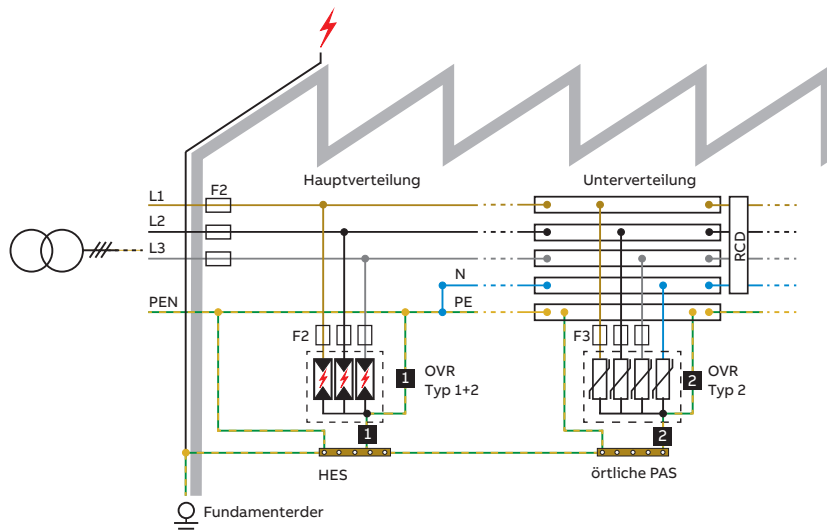 Hauptverteilung
Unterverteilung
L1
F2
L2
L3
N
PEN
PE
RCD
F2
F3
1
OVR
Typ 1+2
2
OVR
Typ 2
1
2
HES
örtliche PAS
Fundamenterder